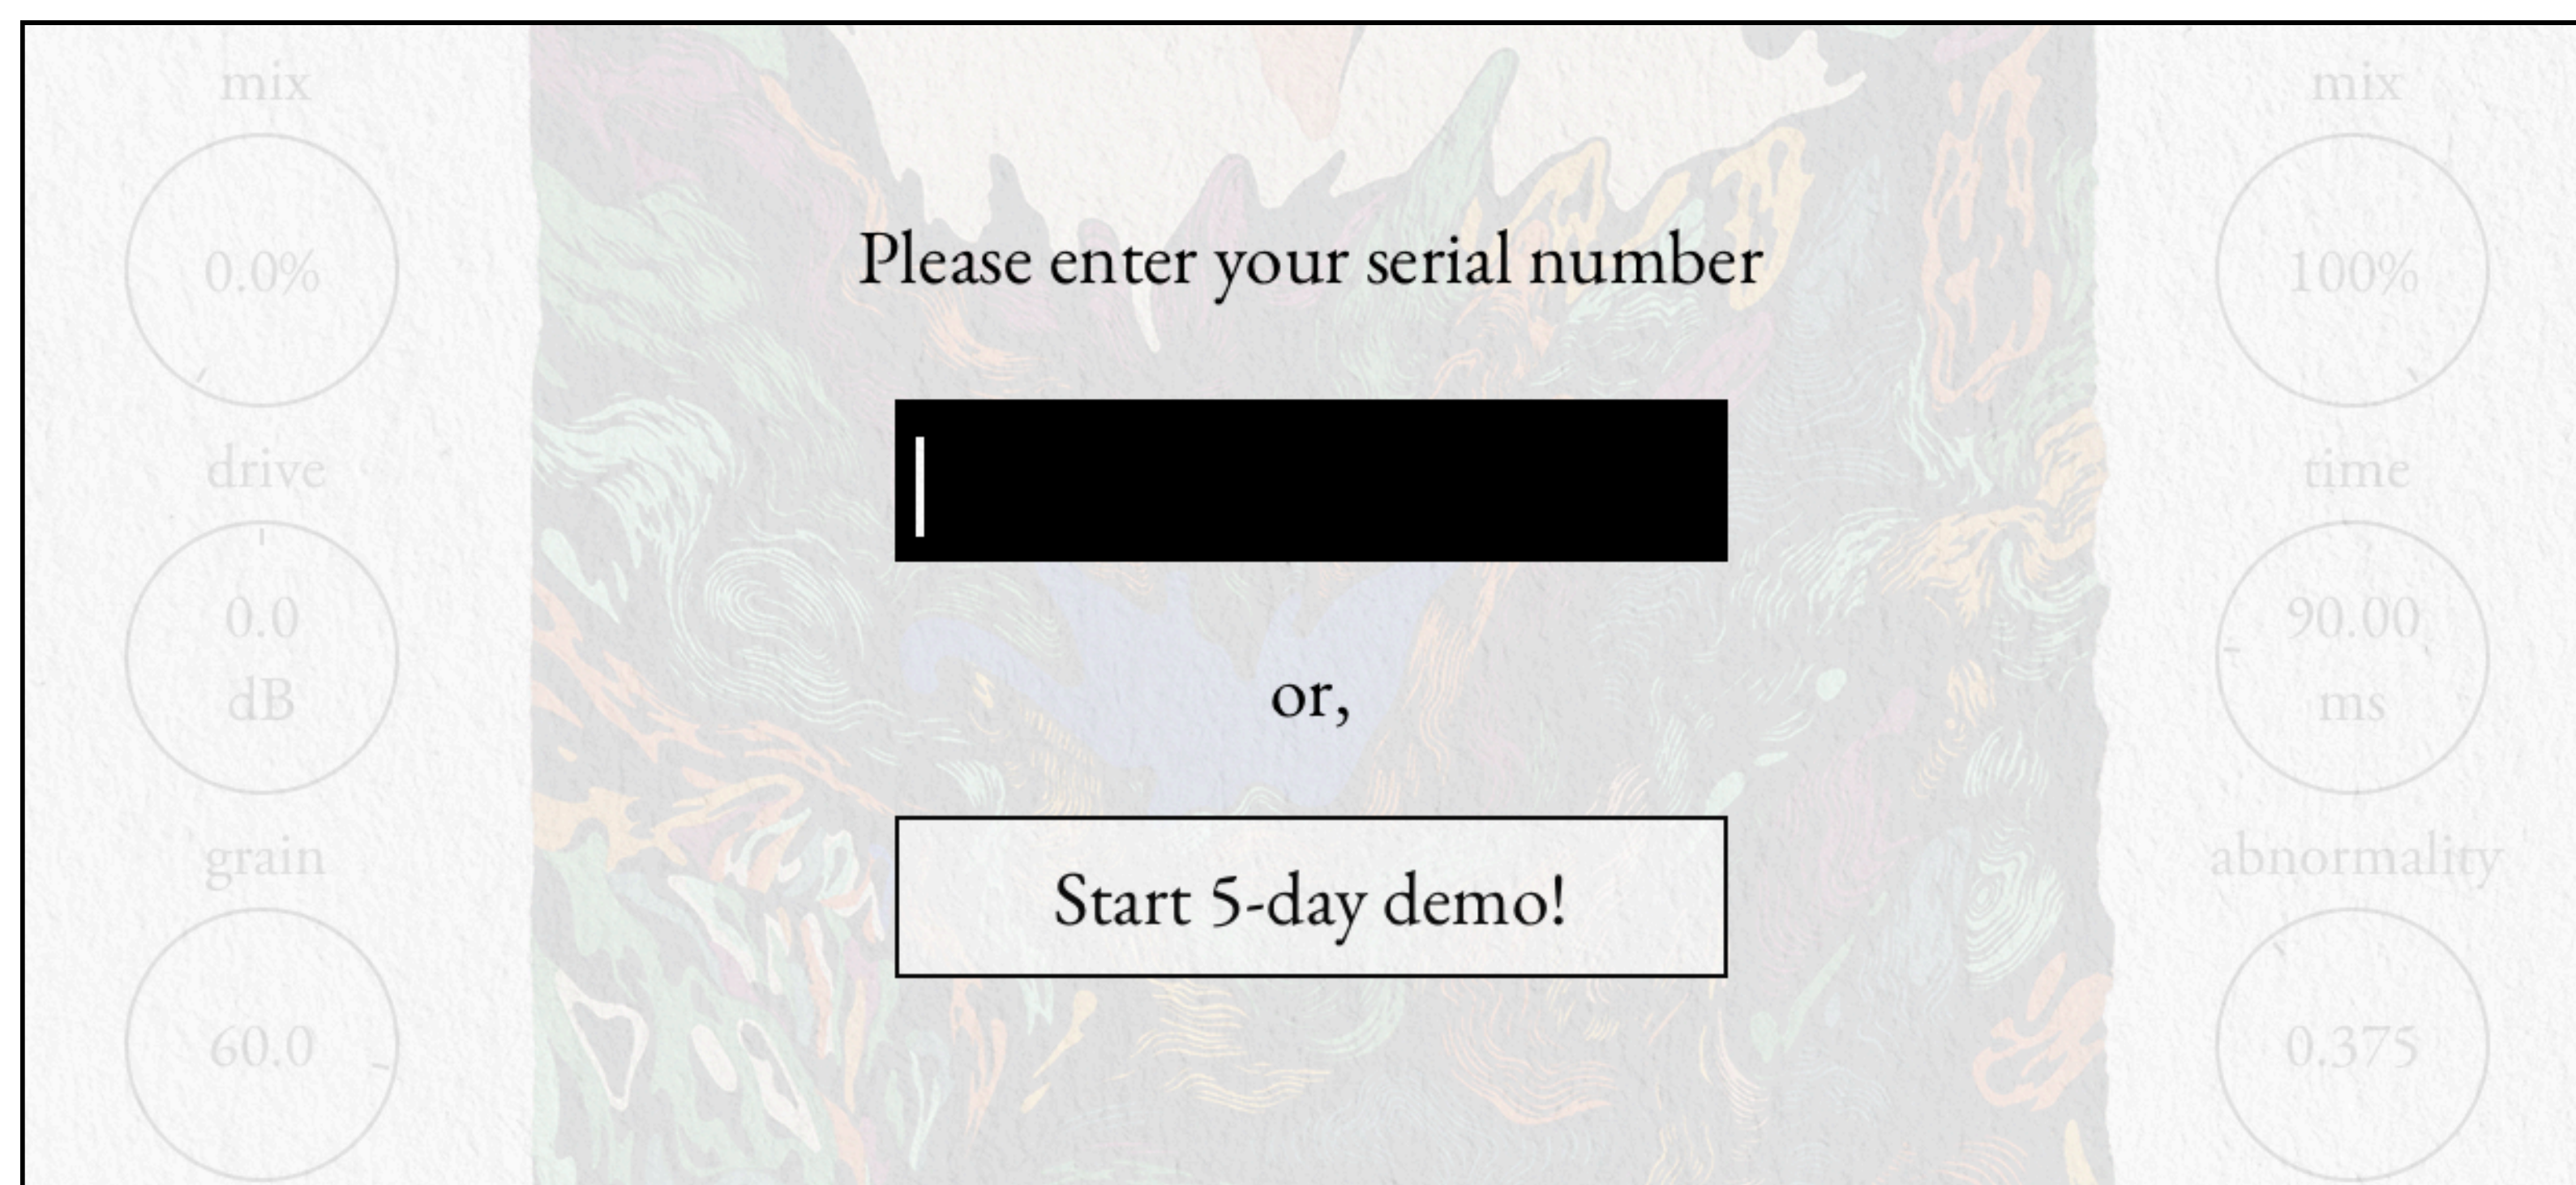 mix
mix
0.0%
100%
Please enter your serial number
drive
time
0.0
dB
90.00
ms
or,
grain
abnormality
Start 5-day demo!
60.0
0.375